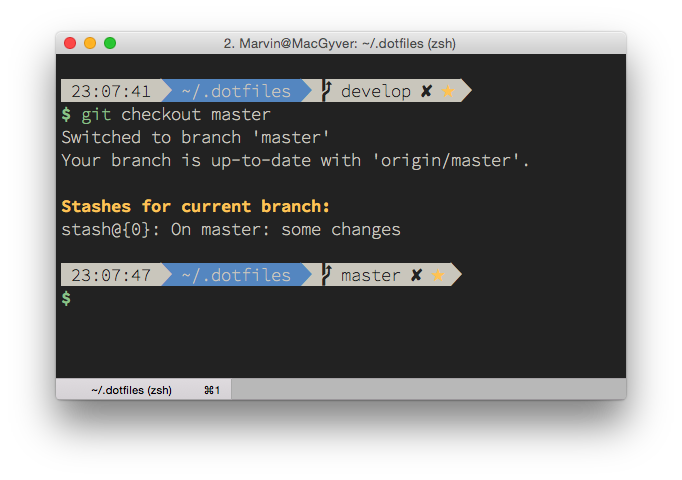 2. Marvin@MacGyver: ~/.dotfiles (zsh)
23:07:41 ~/.dotfiles develop ✘ ★
$ git checkout master
Switched to branch 'master'
Your branch is up-to-date with 'origin/master'.
Stashes for current branch:
stash@{0}: On master: some changes
23:07:47 ~/.dotfiles master ✘ ★
$
~/.dotfiles (zsh) ⌘1